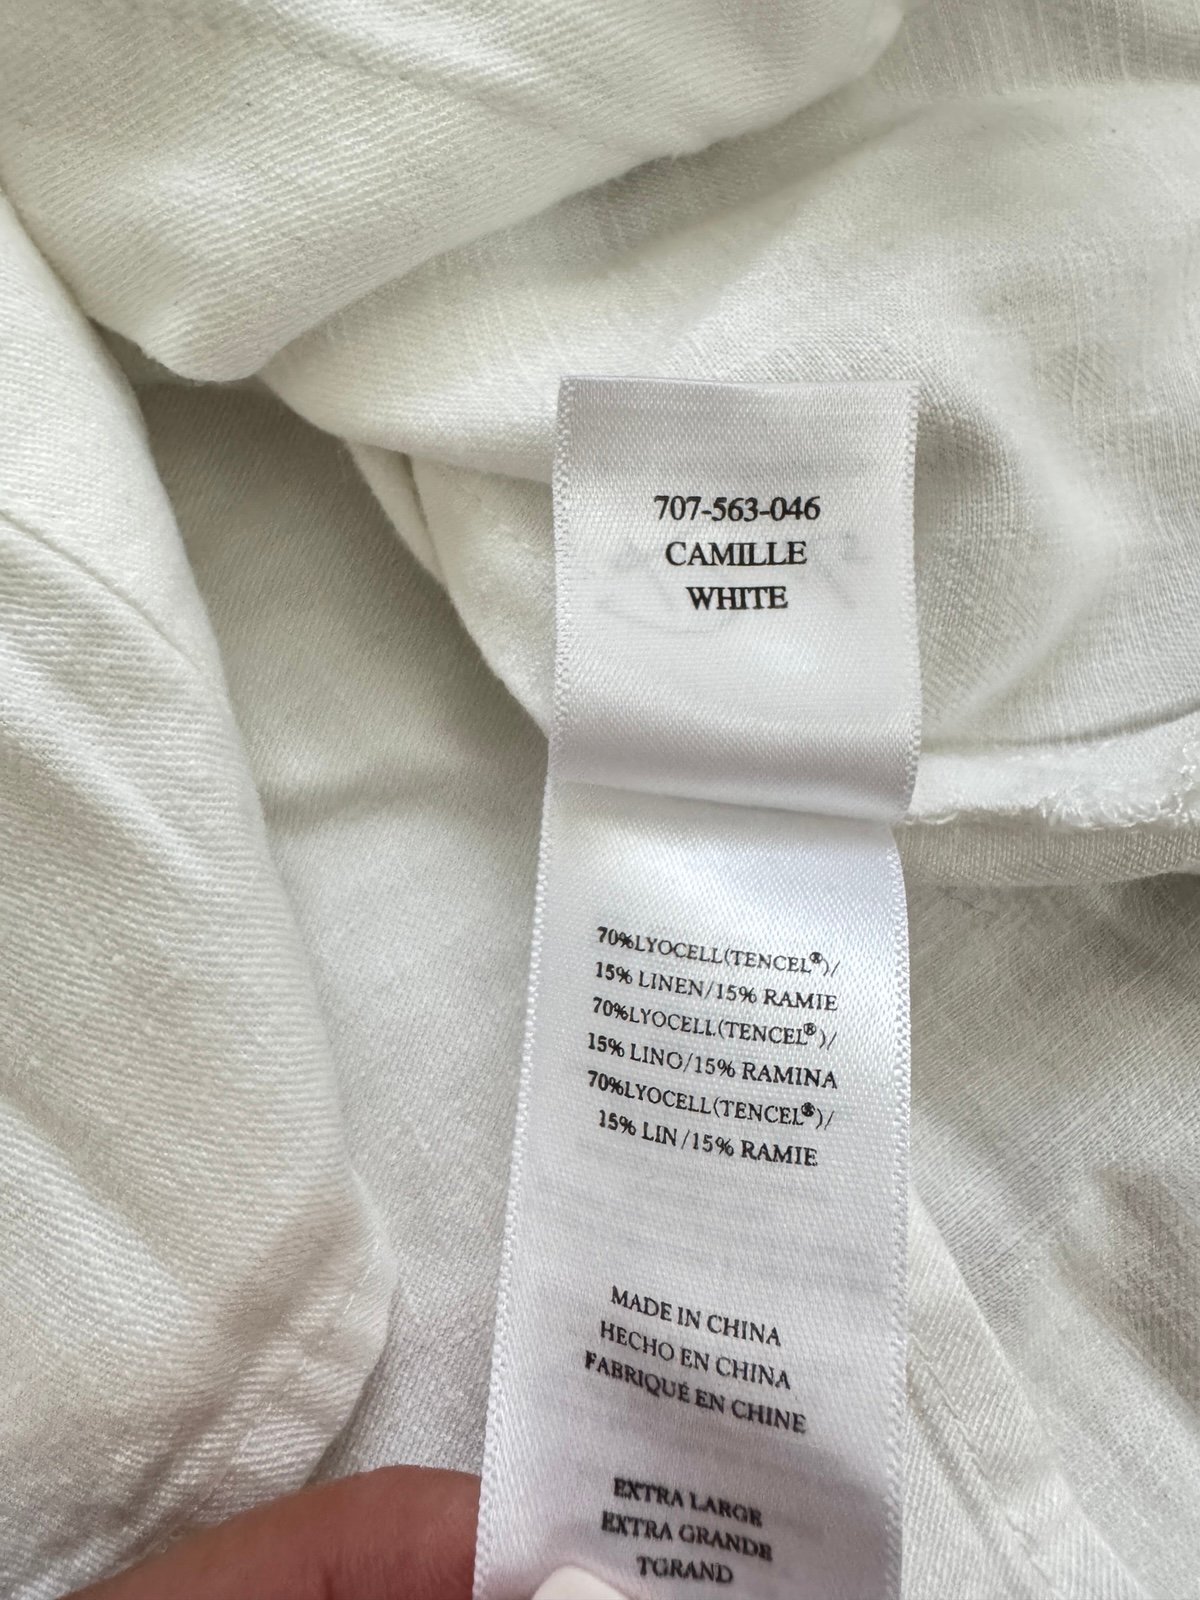 707-563-046
CAMILLE
WHITE
70%LYOCELL(TENCEL®)/
15% LINEN/15% RAMIE
70%LYOCELL(TENCEL®)/
15% LINO/15% RAMINA
70%LYOCELL(TENCEL®)/
15% LIN/15% RAMIE
MADE IN CHINA
HECHO EN CHINA
FABRIQUÉ EN CHINE
EXTRA LARGE
EXTRA GRANDE
TGRAND